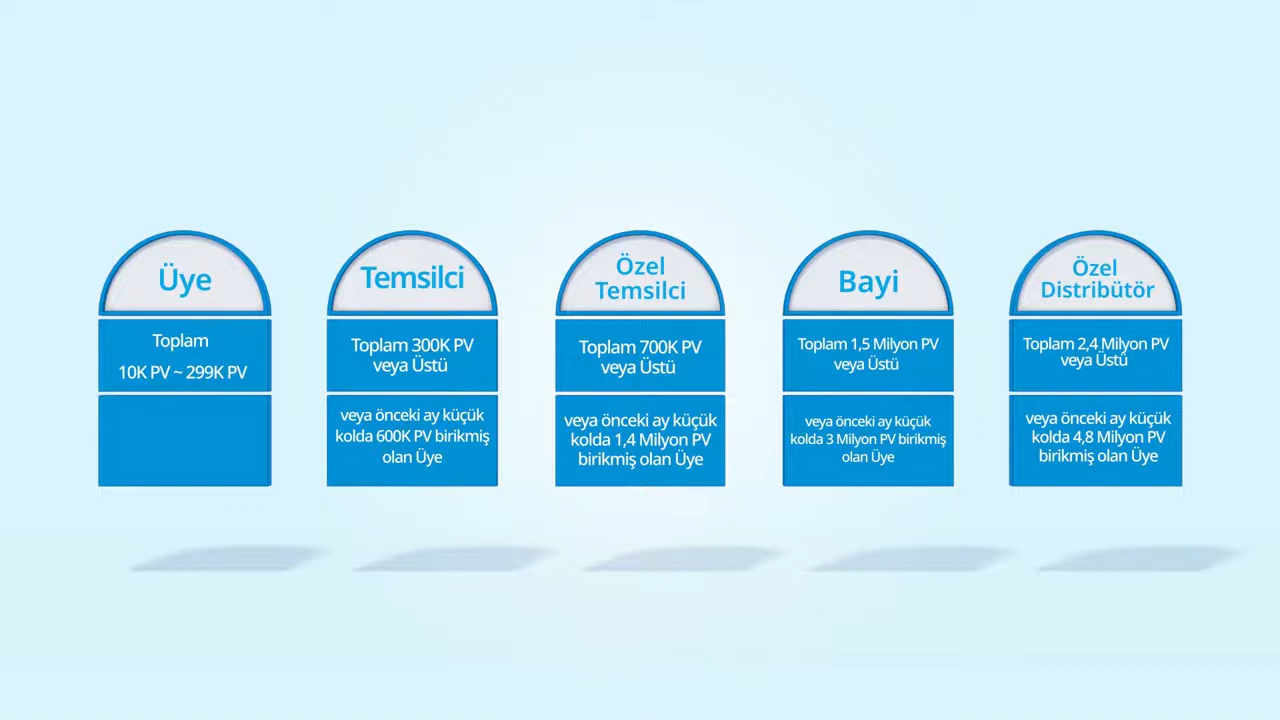 Üye
Toplam
10K PV ~ 299K PV
Temsilci
Toplam 300K PV
veya Üstü
veya önceki ay küçük
kolda 600K PV birikmiş
olan Üye
Özel
Temsilci
Toplam 700K PV
veya Üstü
veya önceki ay küçük
kolda 1,4 Milyon PV
birikmiş olan Üye
Bayi
Toplam 1,5 Milyon PV
veya Üstü
veya önceki ay küçük
kolda 3 Milyon PV birikmiş
olan Üye
Özel
Distribütör
Toplam 2,4 Milyon PV
veya Üstü
veya önceki ay küçük
kolda 4,8 Milyon PV
birikmiş olan Üye